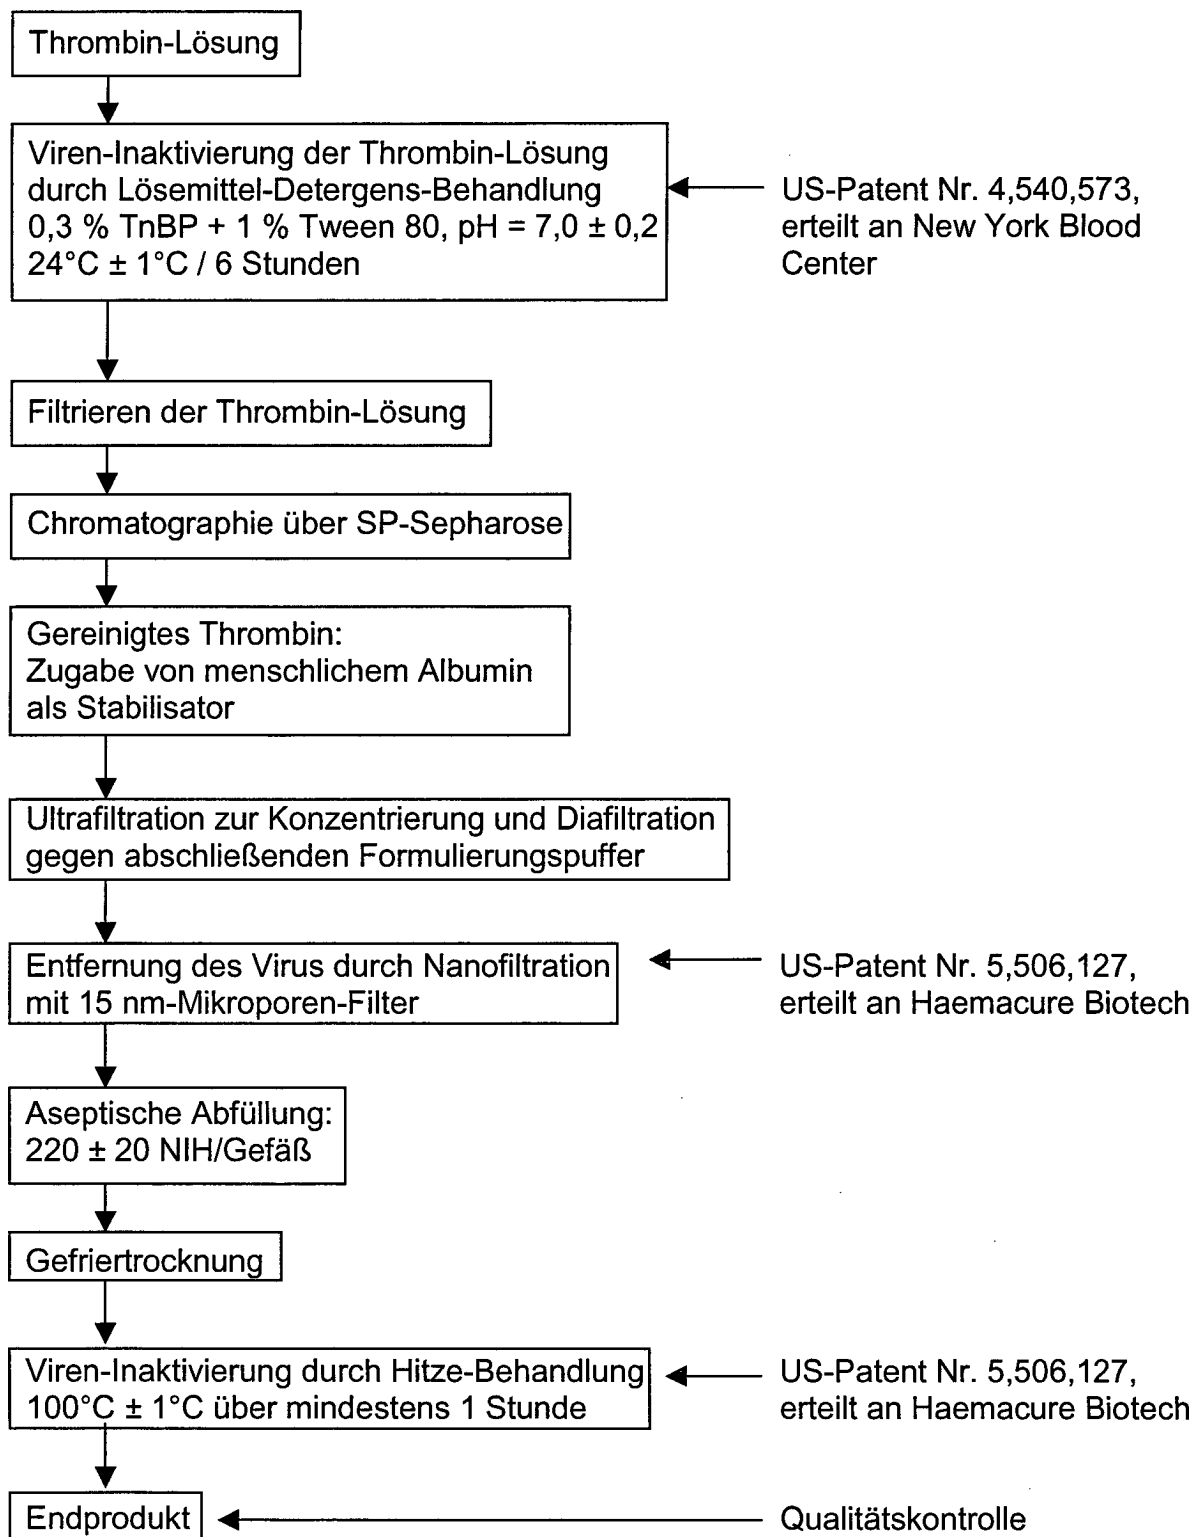 Thrombin-Lösung
Viren-Inaktivierung der Thrombin-Lösung
durch Lösemittel-Detergens-Behandlung
0,3 % TnBP + 1 % Tween 80, pH = 7,0 ± 0,2
24°C ± 1°C / 6 Stunden
US-Patent Nr. 4,540,573,
erteilt an New York Blood
Center
Filtrieren der Thrombin-Lösung
Chromatographie über SP-Sepharose
Gereinigtes Thrombin:
Zugabe von menschlichem Albumin
als Stabilisator
Ultrafiltration zur Konzentrierung und Diafiltration
gegen abschließenden Formulierungspuffer
Entfernung des Virus durch Nanofiltration
mit 15 nm-Mikroporen-Filter
US-Patent Nr. 5,506,127,
erteilt an Haemacure Biotech
Aseptische Abfüllung:
220 ± 20 NIH/Gefäß
Gefriertrocknung
Viren-Inaktivierung durch Hitze-Behandlung
100°C ± 1°C über mindestens 1 Stunde
US-Patent Nr. 5,506,127,
erteilt an Haemacure Biotech
Endprodukt
Qualitätskontrolle